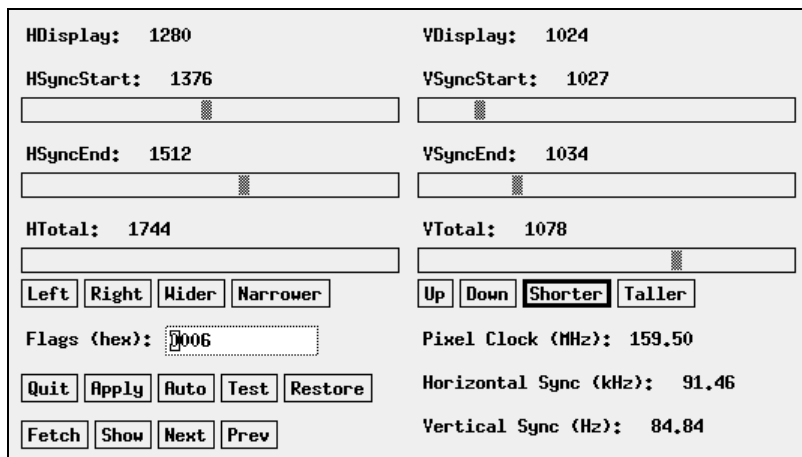 HDisplay: 1280 VDisplay: 1024
HSyncStart: 1376 VSyncStart: 1027
HSyncEnd: 1512 VSyncEnd: 1034
HTotal: 1744 VTotal: 1078
Left Right Wider Narrower Up Down Shorter Taller
Flags (hex): 0006 Pixel Clock (MHz): 159.50
Quit Apply Auto Test Restore Horizontal Sync (kHz): 91.46
Fetch Show Next Prev Vertical Sync (Hz): 84.84